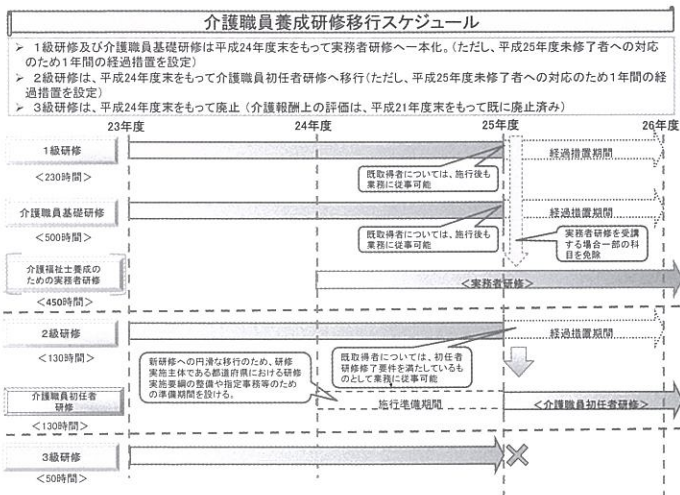 介護職員養成研修移行スケジュール
➢ 1級研修及び介護職員基礎研修は平成24年度末をもって実務者研修へ一本化。(ただし、平成25年度未修了者への対応
のため1年間の経過措置を設定)
➢ 2級研修は、平成24年度末をもって介護職員初任者研修へ移行(ただし、平成25年度未修了者への対応のため1年間の経
過措置を設定)
➢ 3級研修は、平成24年度末をもって廃止（介護報酬上の評価は、平成21年度末をもって既に廃止済み）
23年度
24年度
25年度
26年度
1級研修
<230時間>
経過措置期間
既取得者については、施行後も
業務に従事可能
介護職員基礎研修
<500時間>
経過措置期間
既取得者については、施行後も
業務に従事可能
実務者研修を受講
する場合一部の科
目を免除
介護福祉士養成の
ための実務者研修
<450時間>
<実務者研修>
2級研修
<130時間>
経過措置期間
既取得者については、初任者
研修修了要件を満たしているも
のとして業務に従事可能
新研修への円滑な移行のため、研修
実施主体である都道府県における研修
実施要綱の整備や指定事務等のため
の準備期間を設ける。
介護職員初任者
研修
<130時間>
施行準備期間
<介護職員初任者研修>
3級研修
<50時間>